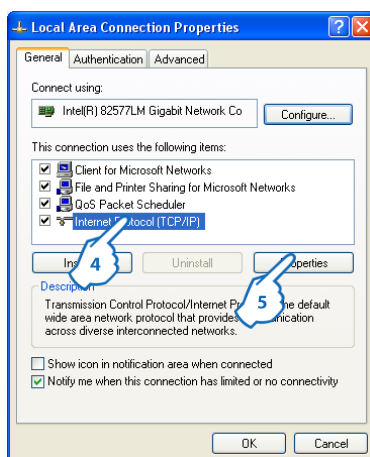 Local Area Connection Properties
General Authentication Advanced
Connect using:
Intel(R) 82577LM Gigabit Network Co Configure...
This connection uses the following items:
Client for Microsoft Networks
File and Printer Sharing for Microsoft Networks
QoS Packet Scheduler
Internet Protocol (TCP/IP)
4 Uninstall Properties
Description
5
Transmission Control Protocol/Internet The default
wide area network protocol that provides communication
across diverse interconnected networks.
Show icon in notification area when connected
Notify me when this connection has limited or no connectivity
OK Cancel